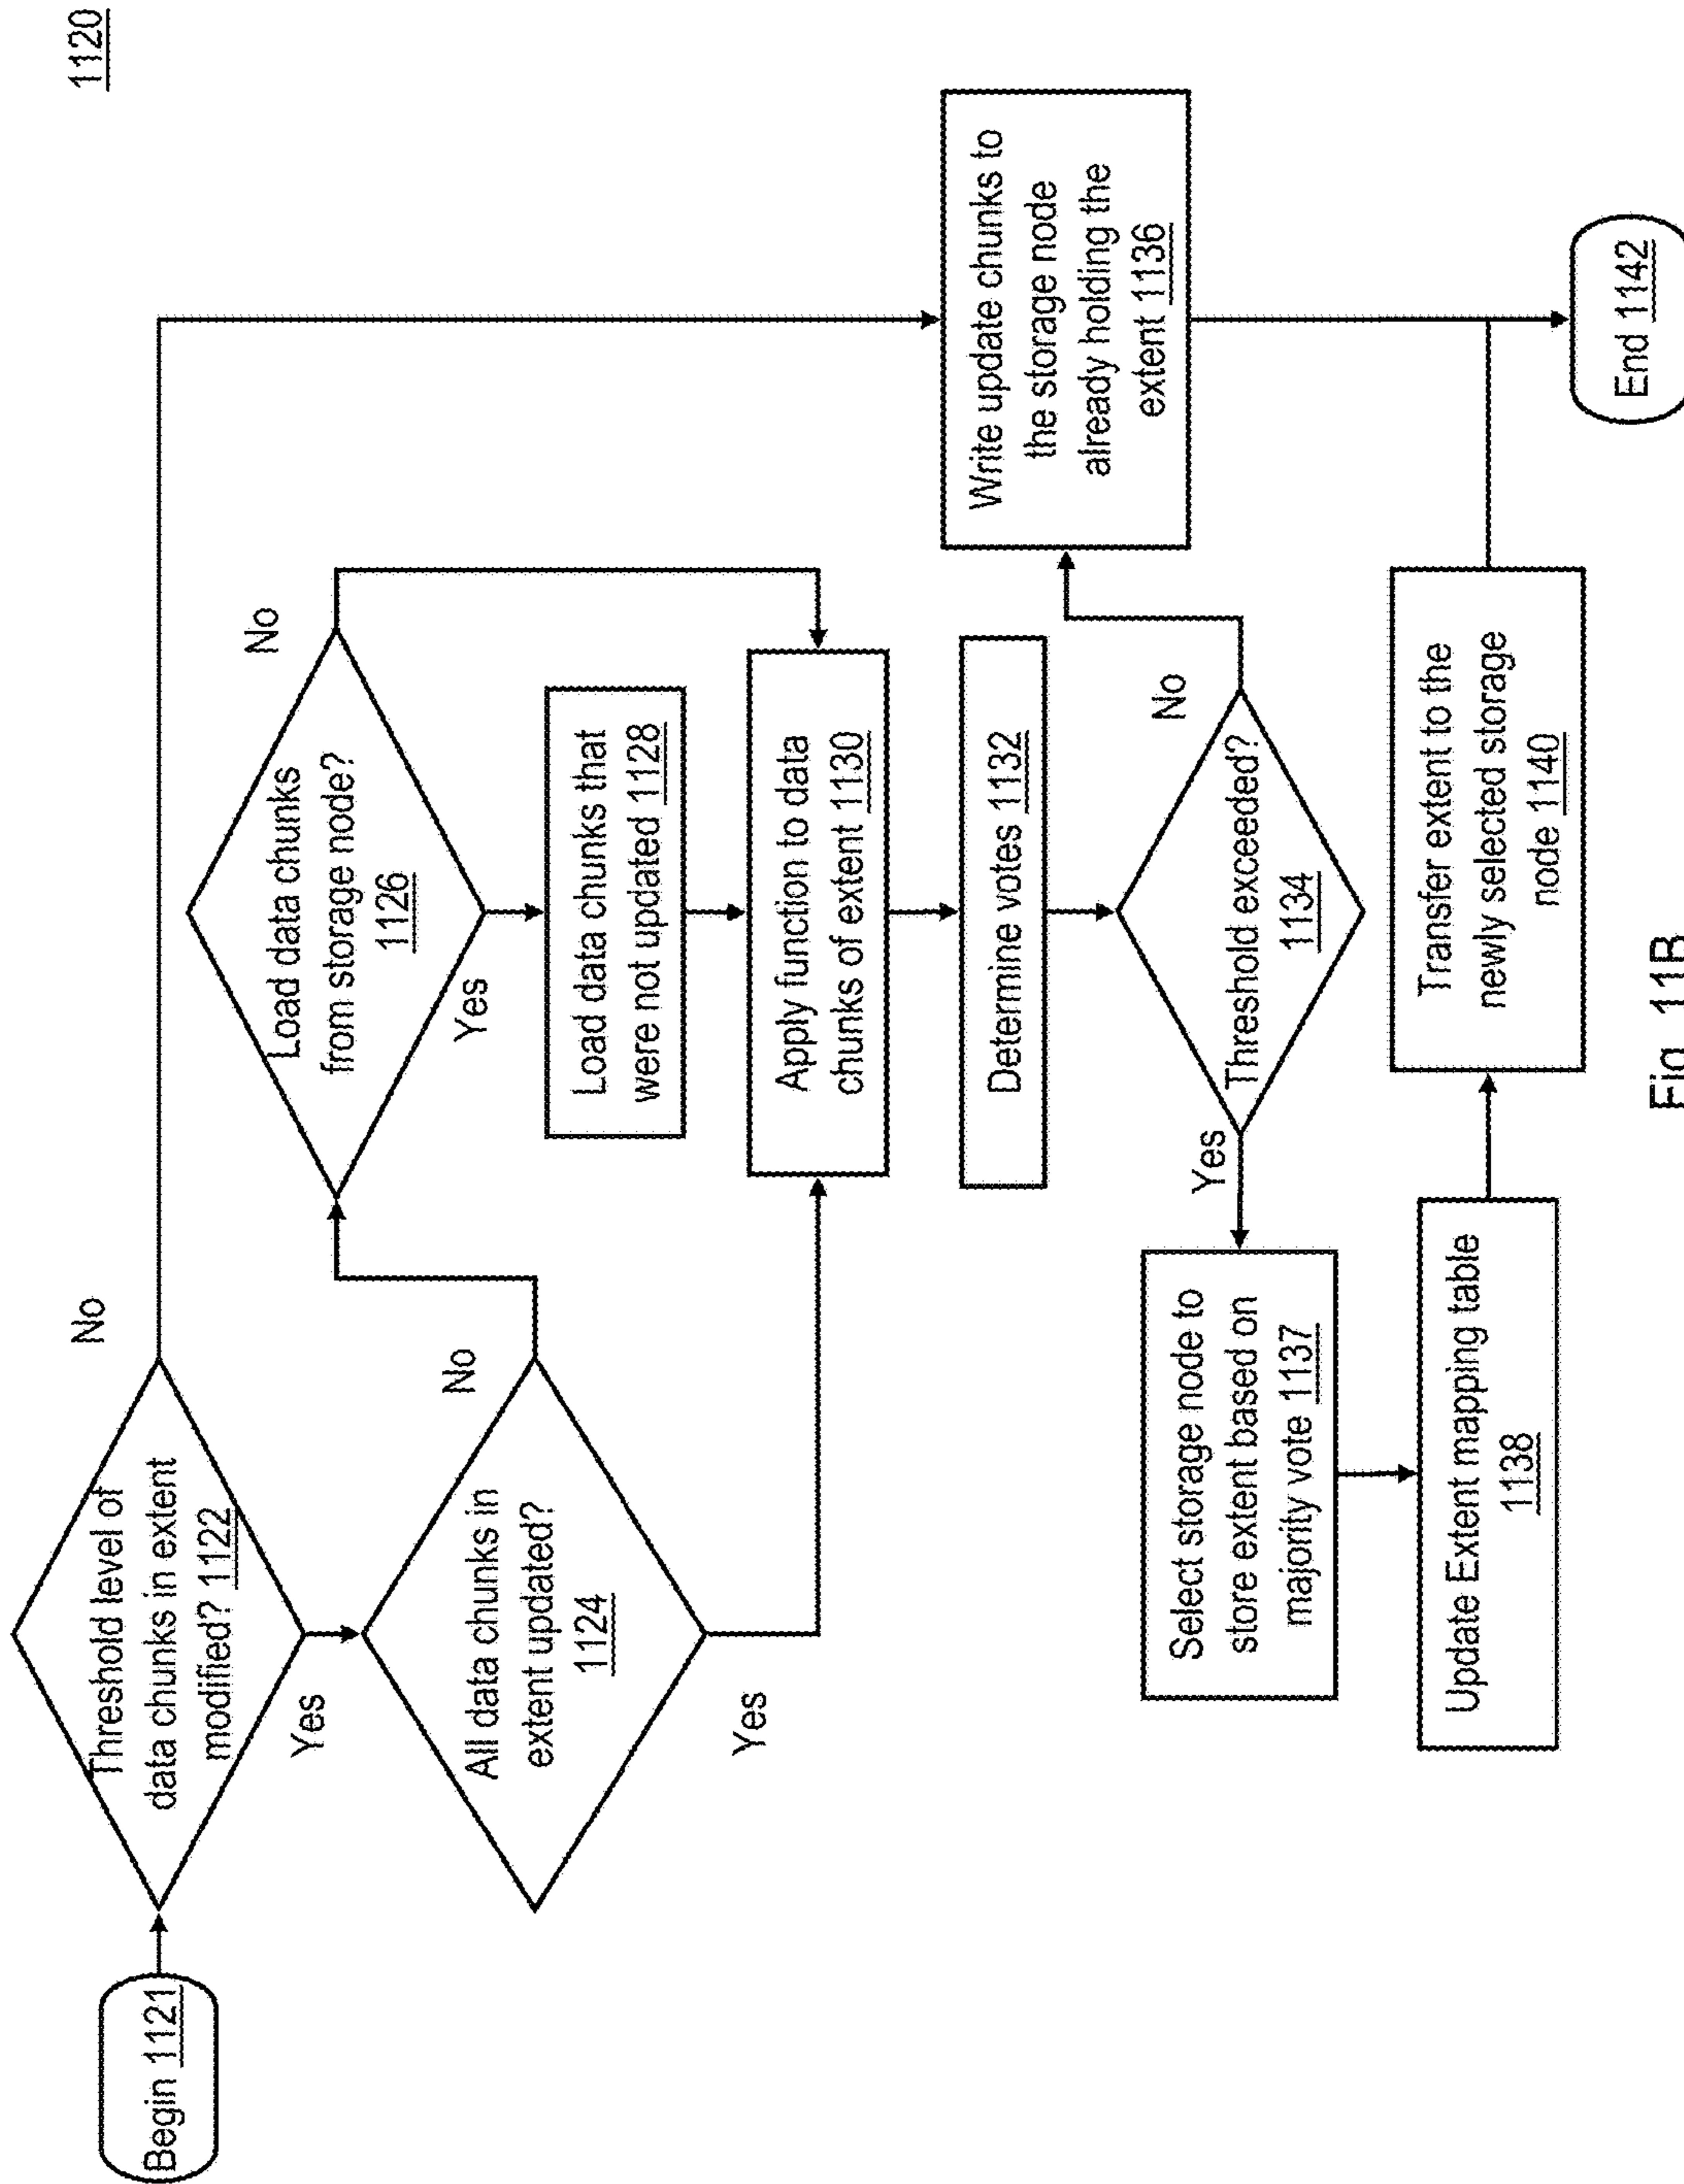 1120
Begin 1121
Threshold level of
data chunks in extent
modified? 1122
No
Yes
All data chunks in
extent updated?
1124
No
Yes
Load data chunks
from storage node?
1126
No
Yes
Load data chunks that
were not updated 1128
Apply function to data
chunks of extent 1130
Determine votes 1132
Threshold exceeded?
1134
No
Yes
Write update chunks to
the storage node
already holding the
extent 1136
Select storage node to
store extent based on
majority vote 1137
Update Extent mapping table
1138
Transfer extent to the
newly selected storage
node 1140
End 1142
Fig. 11B